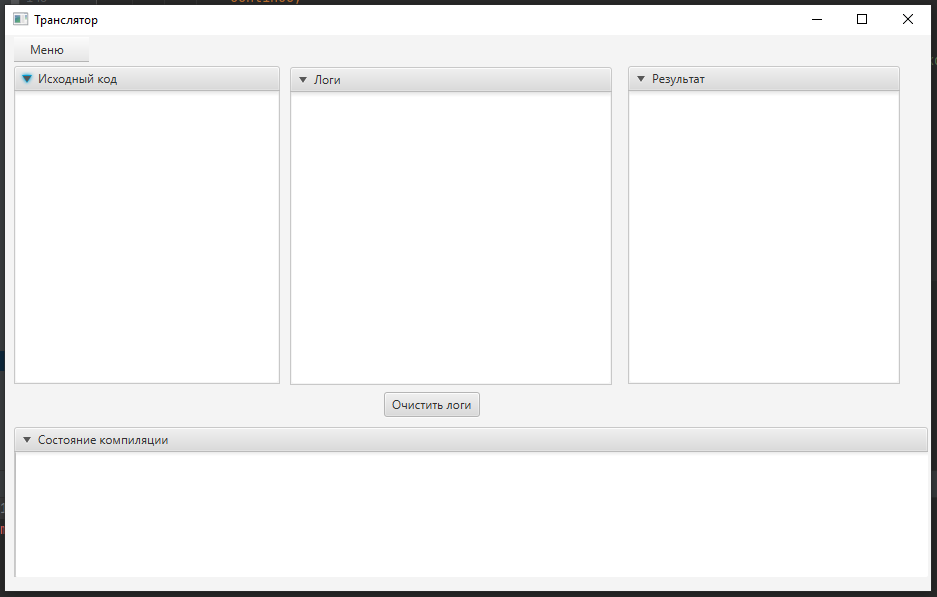 Транслятор
Меню
Исходный код
Логи
Результат
Очистить логи
Состояние компиляции